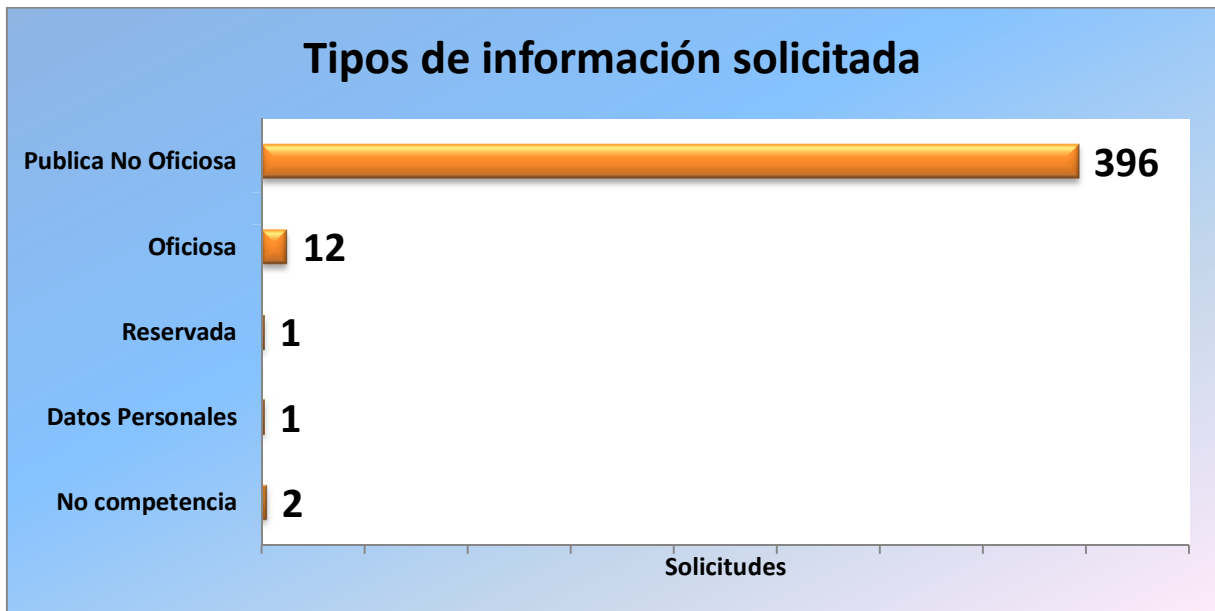 Tipos de información solicitada
Publica No Oficiosa 396
Oficiosa 12
Reservada 1
Datos Personales 1
No competencia 2
Solicitudes